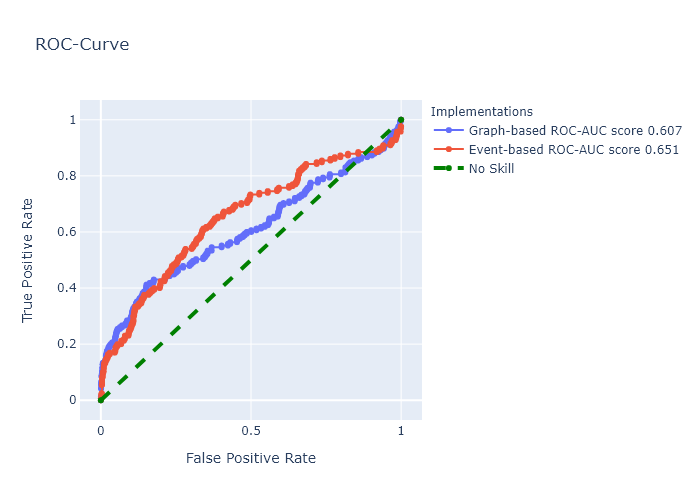 ROC-Curve
Implementations
Graph-based ROC-AUC score 0.607
Event-based ROC-AUC score 0.651
No Skill
1
0.8
0.6
0.4
0.2
0
True Positive Rate
0
0.5
1
False Positive Rate